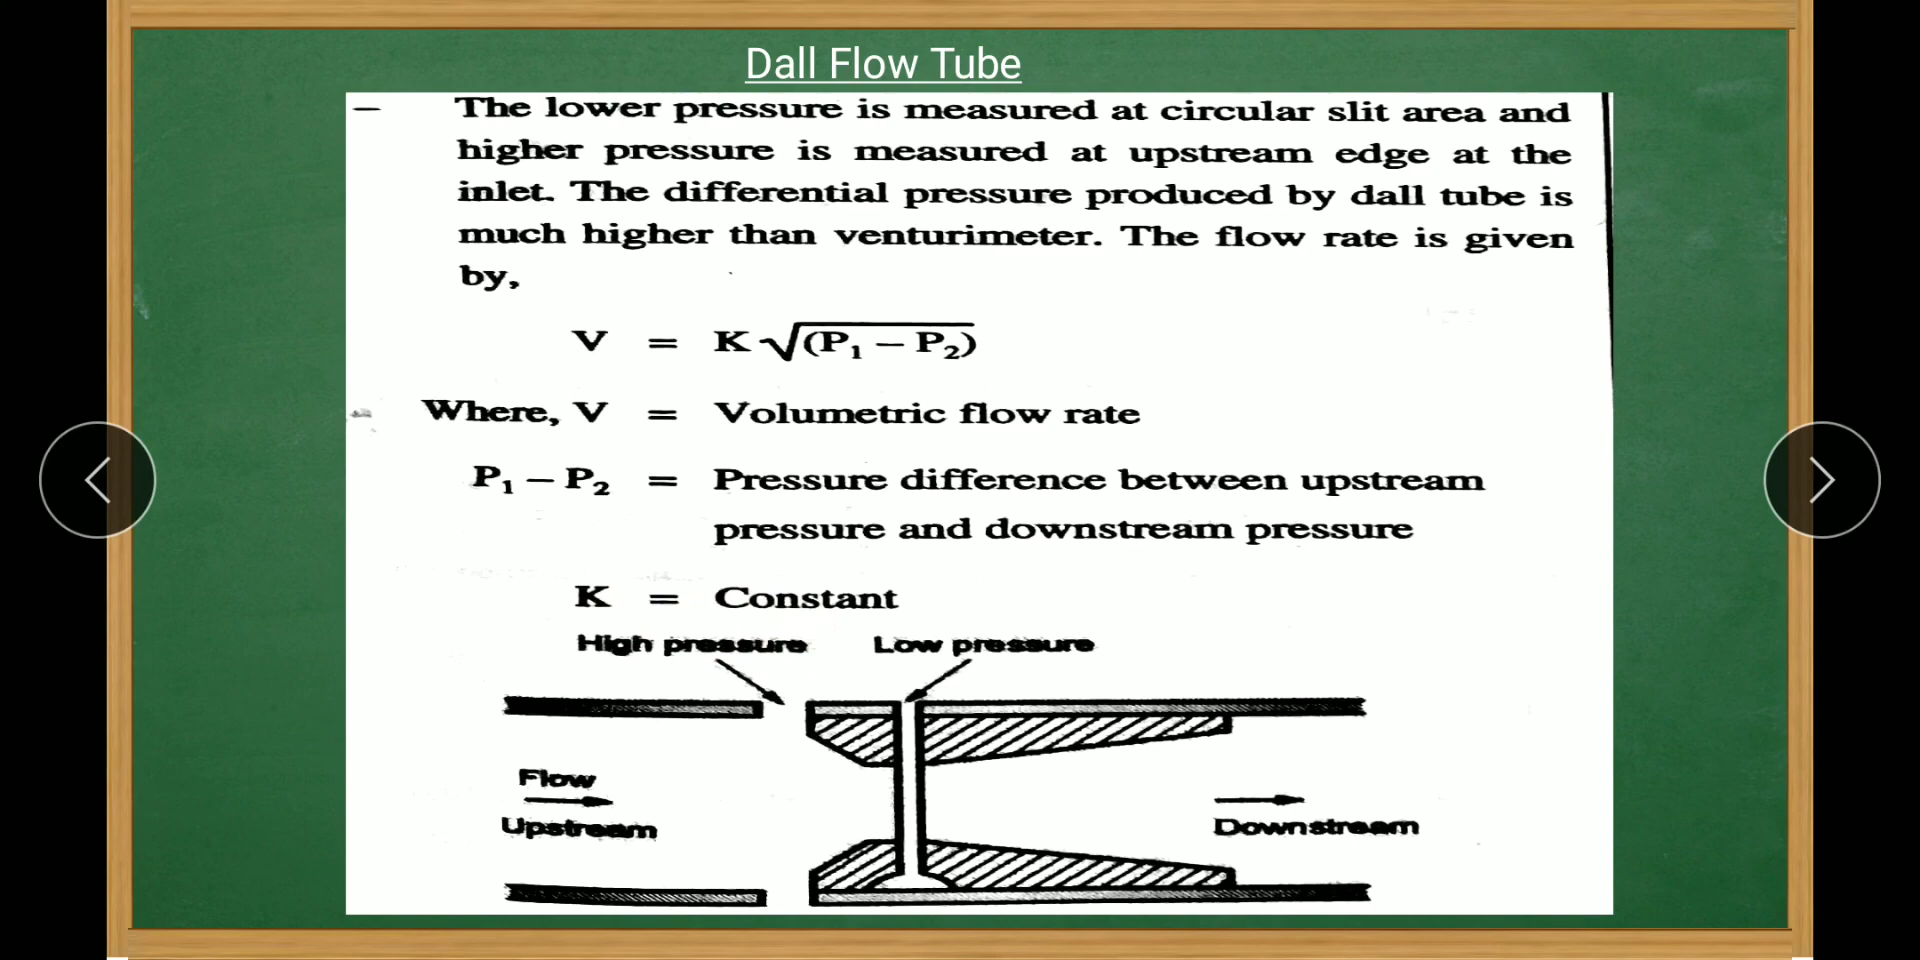 Dall Flow Tube
– The lower pressure is measured at circular slit area and
higher pressure is measured at upstream edge at the
inlet. The differential pressure produced by dall tube is
much higher than venturimeter. The flow rate is given
by,
V = K √(P₁ – P₂)
Where, V = Volumetric flow rate
P₁ – P₂ = Pressure difference between upstream
pressure and downstream pressure
K = Constant
High pressure Low pressure
Flow
Upstream
Downstream